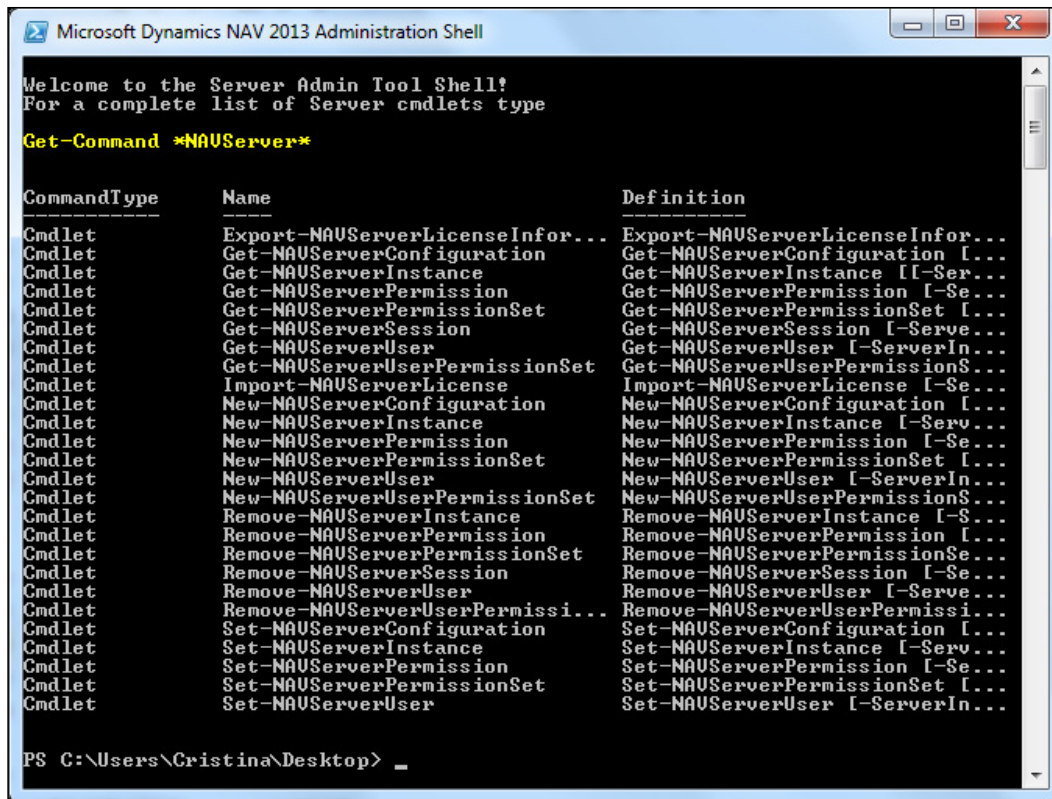 Microsoft Dynamics NAV 2013 Administration Shell
Welcome to the Server Admin Tool Shell!
For a complete list of Server cmdlets type
Get-Command *NAVServer*
CommandType Name Definition
----------- ---- ----------
Cmdlet Export-NAVServerLicenseInfor... Export-NAVServerLicenseInfor...
Cmdlet Get-NAVServerConfiguration Get-NAVServerConfiguration [...
Cmdlet Get-NAVServerInstance Get-NAVServerInstance [[-Ser...
Cmdlet Get-NAVServerPermission Get-NAVServerPermission [-Se...
Cmdlet Get-NAVServerPermissionSet Get-NAVServerPermissionSet [...
Cmdlet Get-NAVServerSession Get-NAVServerSession [-Serve...
Cmdlet Get-NAVServerUser Get-NAVServerUser [-ServerIn...
Cmdlet Get-NAVServerUserPermissionSet Get-NAVServerUserPermissionS...
Cmdlet Import-NAVServerLicense Import-NAVServerLicense [-Se...
Cmdlet New-NAVServerConfiguration New-NAVServerConfiguration [...
Cmdlet New-NAVServerInstance New-NAVServerInstance [-Serv...
Cmdlet New-NAVServerPermission New-NAVServerPermission [-Se...
Cmdlet New-NAVServerPermissionSet New-NAVServerPermissionSet [...
Cmdlet New-NAVServerUser New-NAVServerUser [-ServerIn...
Cmdlet New-NAVServerUserPermissionSet New-NAVServerUserPermissionS...
Cmdlet Remove-NAVServerInstance Remove-NAVServerInstance [-S...
Cmdlet Remove-NAVServerPermission Remove-NAVServerPermission [...
Cmdlet Remove-NAVServerPermissionSet Remove-NAVServerPermissionSe...
Cmdlet Remove-NAVServerSession Remove-NAVServerSession [-Se...
Cmdlet Remove-NAVServerUser Remove-NAVServerUser [-Serve...
Cmdlet Remove-NAVServerUserPermissi... Remove-NAVServerUserPermissi...
Cmdlet Set-NAVServerConfiguration Set-NAVServerConfiguration [...
Cmdlet Set-NAVServerInstance Set-NAVServerInstance [-Serv...
Cmdlet Set-NAVServerPermission Set-NAVServerPermission [-Se...
Cmdlet Set-NAVServerPermissionSet Set-NAVServerPermissionSet [...
Cmdlet Set-NAVServerUser Set-NAVServerUser [-ServerIn...
PS C:\Users\Cristina\Desktop> _